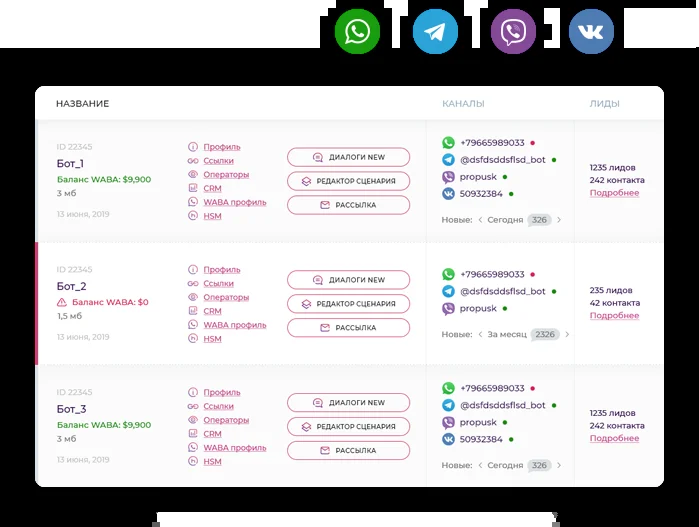 НАЗВАНИЕ
КАНАЛЫ
ЛИДЫ
ID 22345
Бот_1
Баланс WABA: $9,900
3 мб
13 июня, 2019
Профиль
Ссылки
Операторы
CRM
WABA профиль
HSM
ДИАЛОГИ NEW
РЕДАКТОР СЦЕНАРИЯ
РАССЫЛКА
+79665989033
@dsfdsddsflsd_bot
propusk
50932384
Новые: < Сегодня 326 >
1235 лидов
242 контакта
Подробнее
ID 22345
Бот_2
Баланс WABA: $0
1,5 мб
13 июня, 2019
Профиль
Ссылки
Операторы
CRM
WABA профиль
HSM
ДИАЛОГИ NEW
РЕДАКТОР СЦЕНАРИЯ
РАССЫЛКА
+79665989033
@dsfdsddsflsd_bot
propusk
Новые: < За месяц 2326 >
235 лидов
42 контакта
Подробнее
ID 22345
Бот_3
Баланс WABA: $9,900
3 мб
13 июня, 2019
Профиль
Ссылки
Операторы
CRM
WABA профиль
HSM
ДИАЛОГИ NEW
РЕДАКТОР СЦЕНАРИЯ
РАССЫЛКА
+79665989033
@dsfdsddsflsd_bot
propusk
50932384
Новые: < Сегодня 326 >
1235 лидов
242 контакта
Подробнее